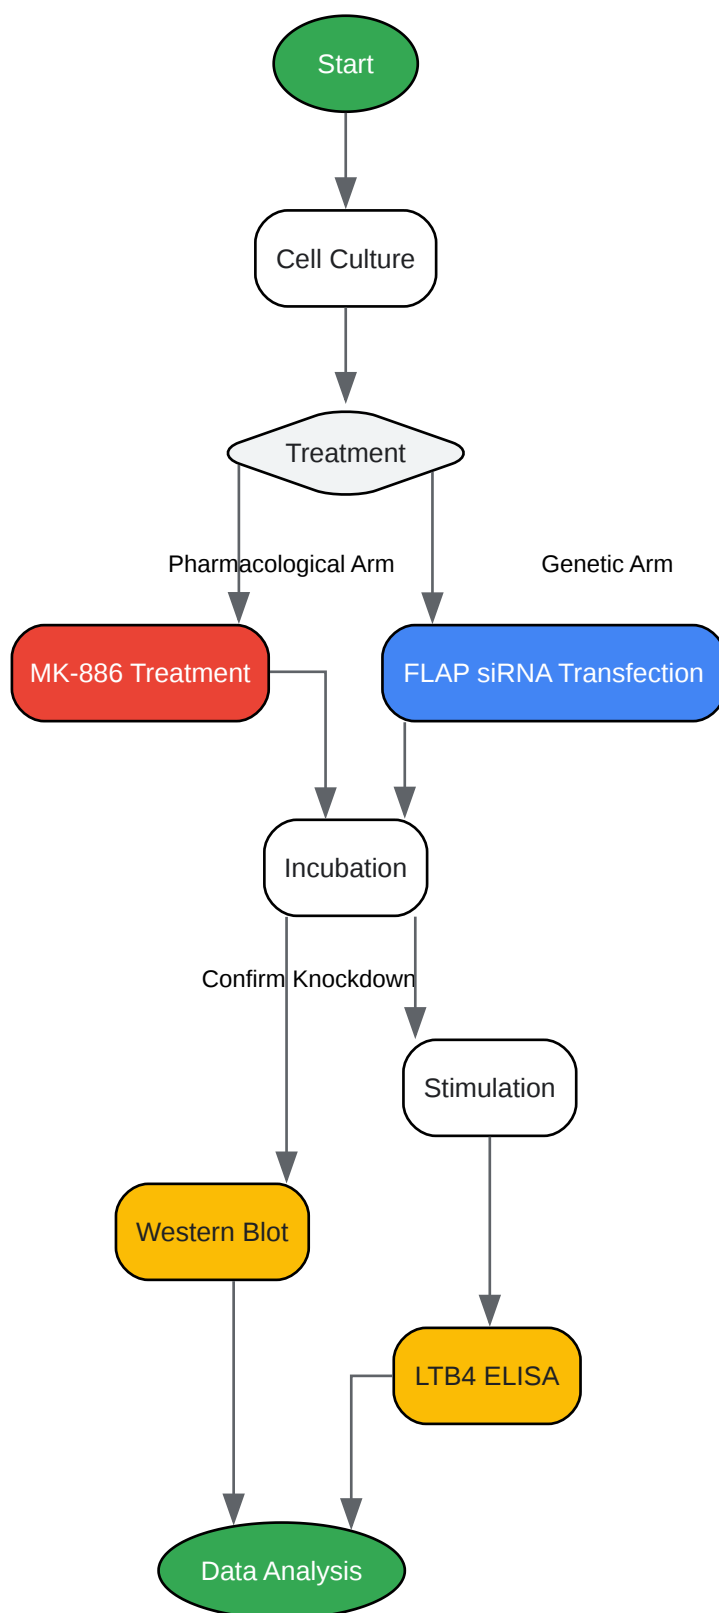 Start
Cell Culture
Treatment
Pharmacological Arm
Genetic Arm
MK-886 Treatment
FLAP siRNA Transfection
Incubation
Confirm Knockdown
Stimulation
Western Blot
LTB4 ELISA
Data Analysis